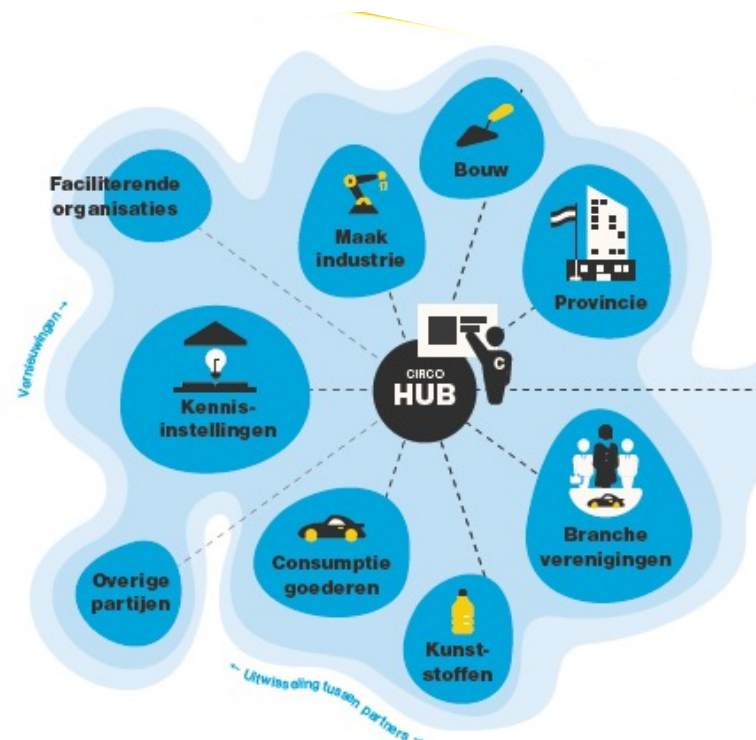 Bouw
Faciliterende
organisaties
Maak
industrie
Provincie
Vernieuwingen →
CIRCO
HUB
C
Kennis-
instellingen
Branche
verenigingen
Consumptie
goederen
Overige
partijen
Kunst-
stoffen
← Uitwisseling tussen partners →